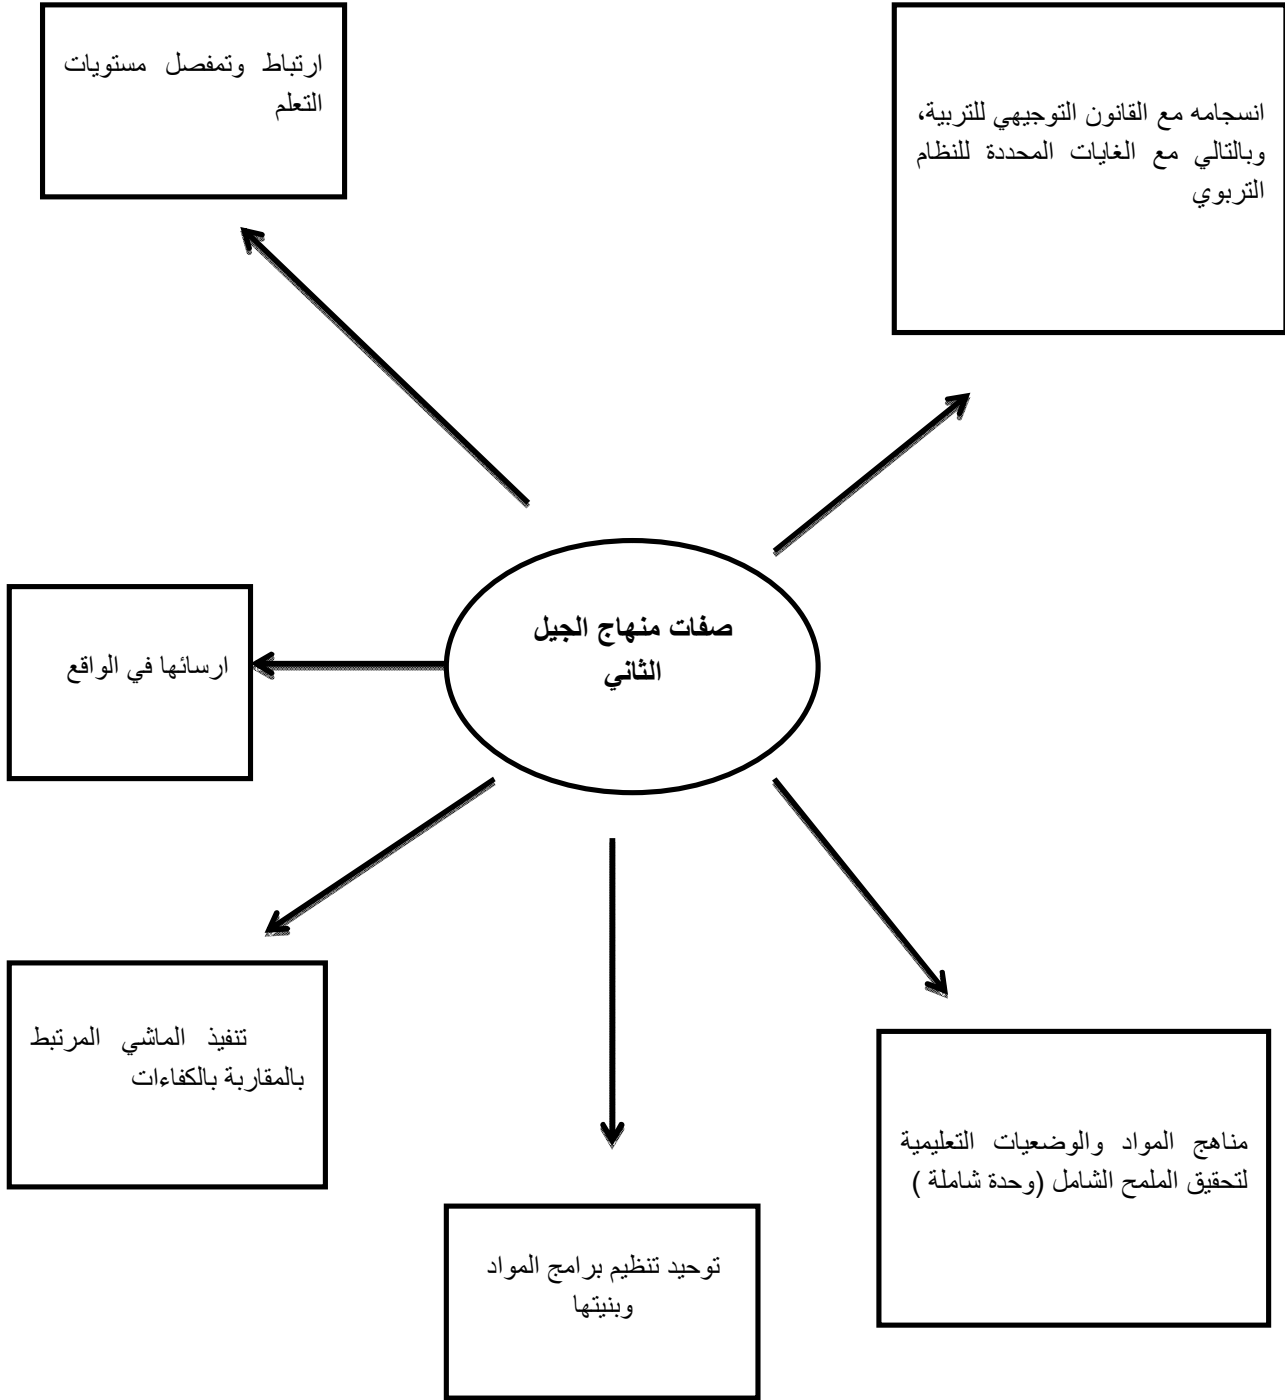 ارتباط وتمفصل مستويات
التعلم
انسجامه مع القانون التوجيهي للتربية،
وبالتالي مع الغايات المحددة للنظام
التربوي
صفات منهاج الجيل
الثاني
ارسائها في الواقع
تنفيذ الماشي المرتبط
بالمقاربة بالكفاءات
مناهج المواد والوضعيات التعليمية
لتحقيق الملمح الشامل (وحدة شاملة )
توحيد تنظيم برامج المواد
وبنيتها